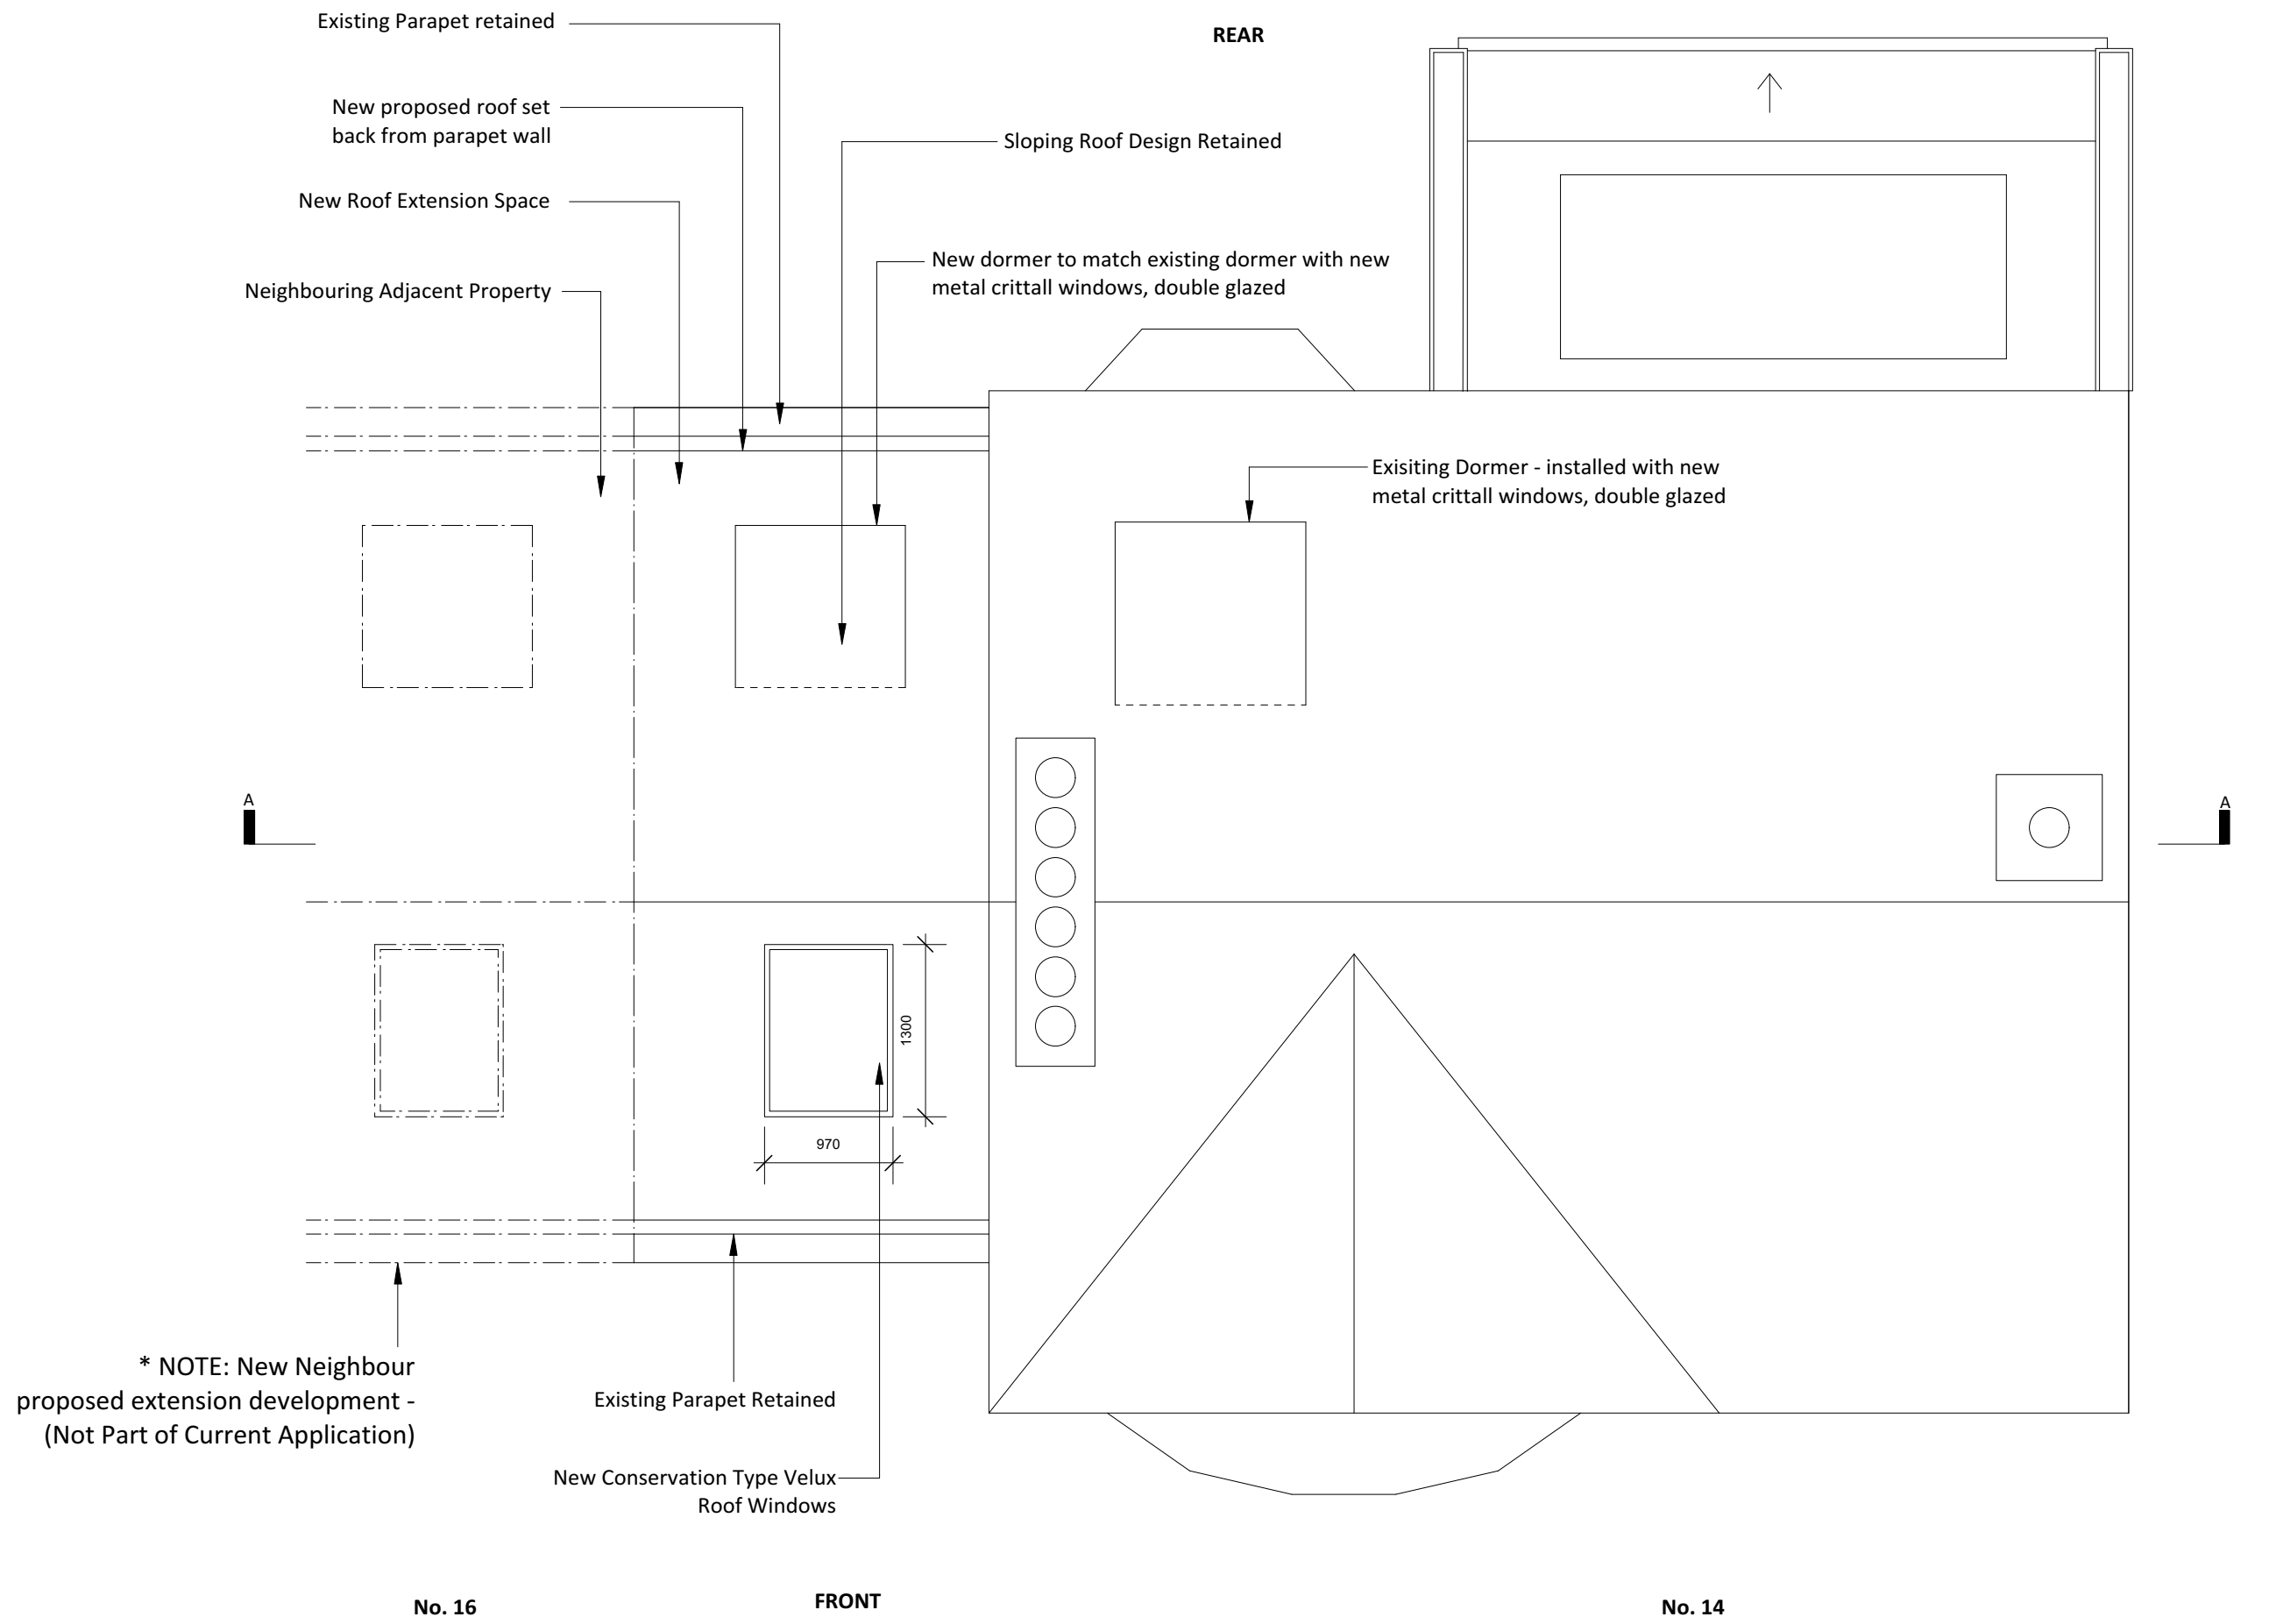 Existing Parapet retained
REAR
New proposed roof set
back from parapet wall
Sloping Roof Design Retained
New Roof Extension Space
New dormer to match existing dormer with new
metal crittall windows, double glazed
Neighbouring Adjacent Property
Exisiting Dormer - installed with new
metal crittall windows, double glazed
A
A
1300
970
* NOTE: New Neighbour
proposed extension development -
(Not Part of Current Application)
Existing Parapet Retained
New Conservation Type Velux
Roof Windows
No. 16
FRONT
No. 14